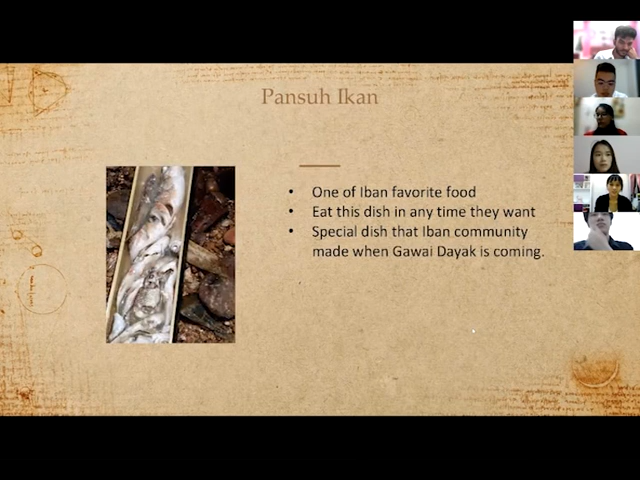 Pansuh Ikan
• One of Iban favorite food
• Eat this dish in any time they want
• Special dish that Iban community
made when Gawai Dayak is coming.